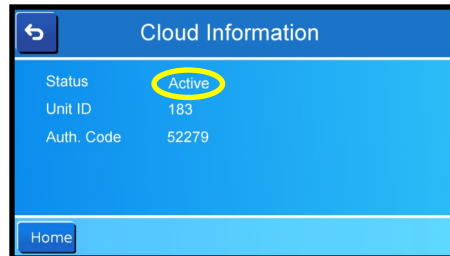 Cloud Information
Status Active
Unit ID 183
Auth. Code 52279
Home